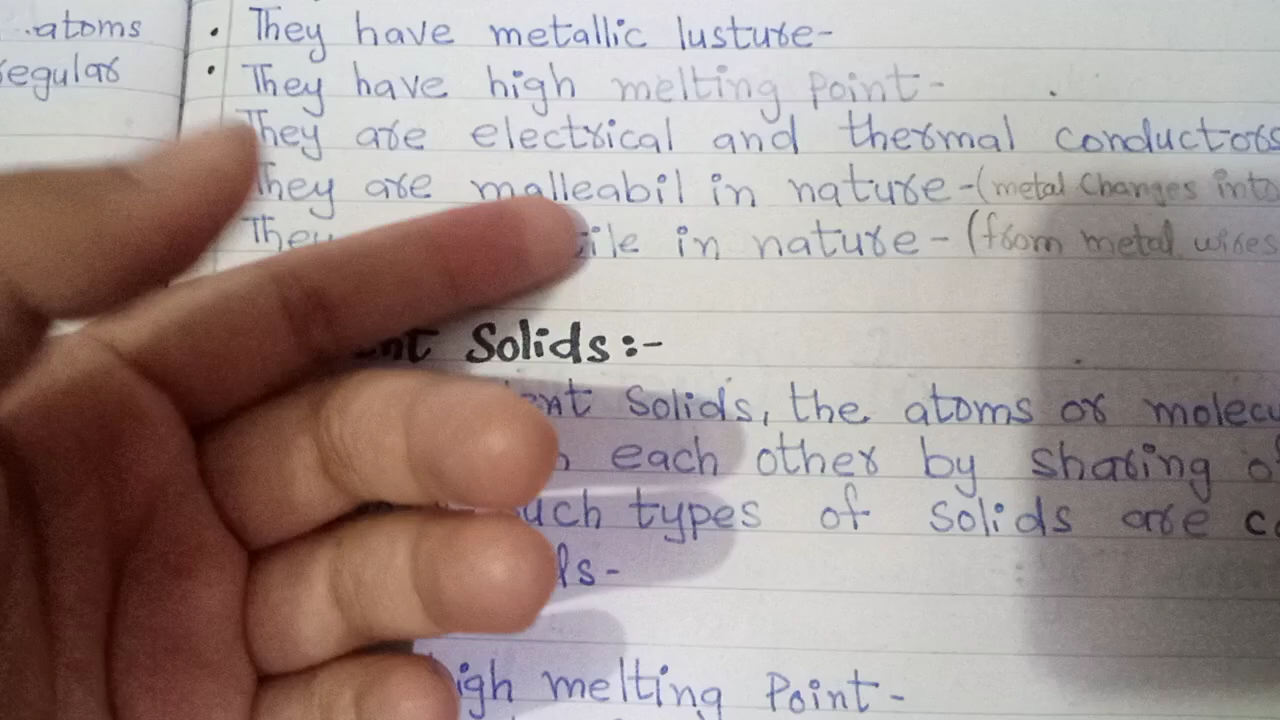 atoms
regular
• They have metallic lusture-
• They have high melting point-
They are electrical and thermal conductors
They are malleabil in nature-(metal changes into
They in nature-(from metal wires
Solids:-
Solids, the atoms or
each other by sharing
types of solids are
melting Point-